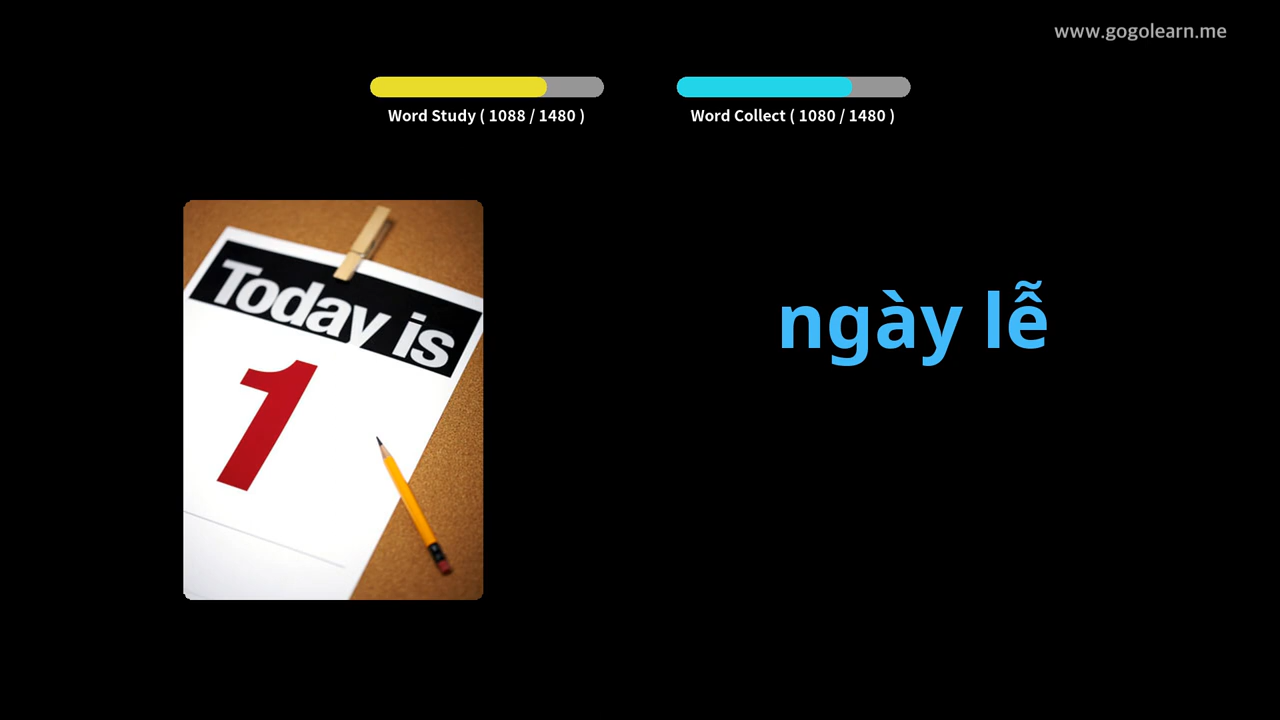 www.gogolearn.me
Word Study ( 1088 / 1480 )
Word Collect ( 1080 / 1480 )
Today is
1
ngày lễ